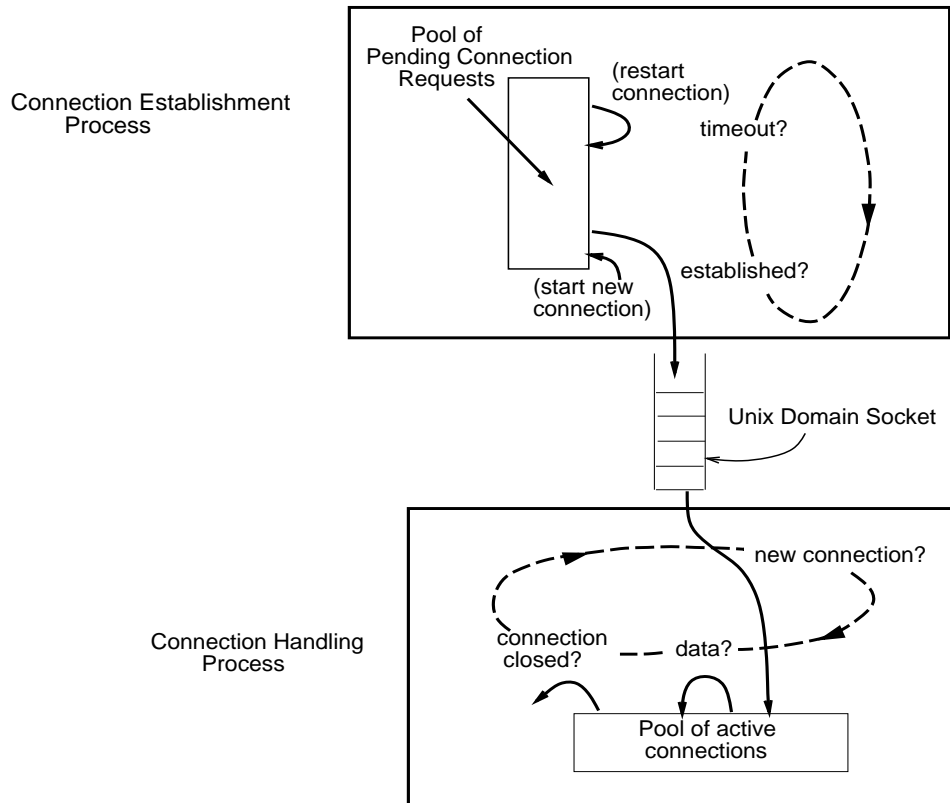 Pool of
Pending Connection
Requests
(restart
connection)
Connection Establishment
Process
timeout?
established?
(start new
connection)
Unix Domain Socket
new connection?
Connection Handling
Process
connection
closed?
data?
Pool of active
connections